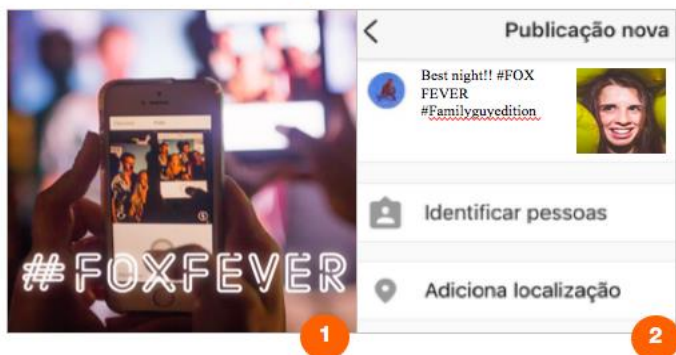 #FOXFEVER
1
Publicação nova
Best night!! #FOX
FEVER
#Familyguyedition
Identificar pessoas
Adiciona localização
2